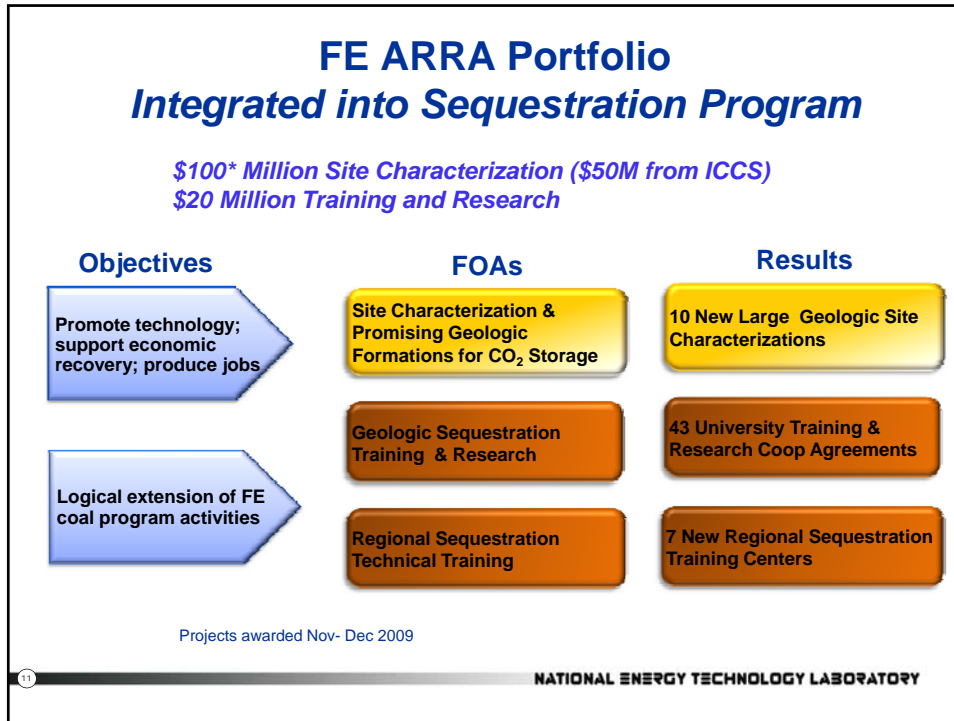 FE ARRA Portfolio
Integrated into Sequestration Program
$100* Million Site Characterization ($50M from ICCS)
$20 Million Training and Research
Objectives
Promote technology;
support economic
recovery; produce jobs
Logical extension of FE
coal program activities
FOAs
Site Characterization &
Promising Geologic
Formations for CO2 Storage
Geologic Sequestration
Training & Research
Regional Sequestration
Technical Training
Results
10 New Large Geologic Site
Characterizations
43 University Training &
Research Coop Agreements
7 New Regional Sequestration
Training Centers
Projects awarded Nov- Dec 2009
11
NATIONAL ENERGY TECHNOLOGY LABORATORY